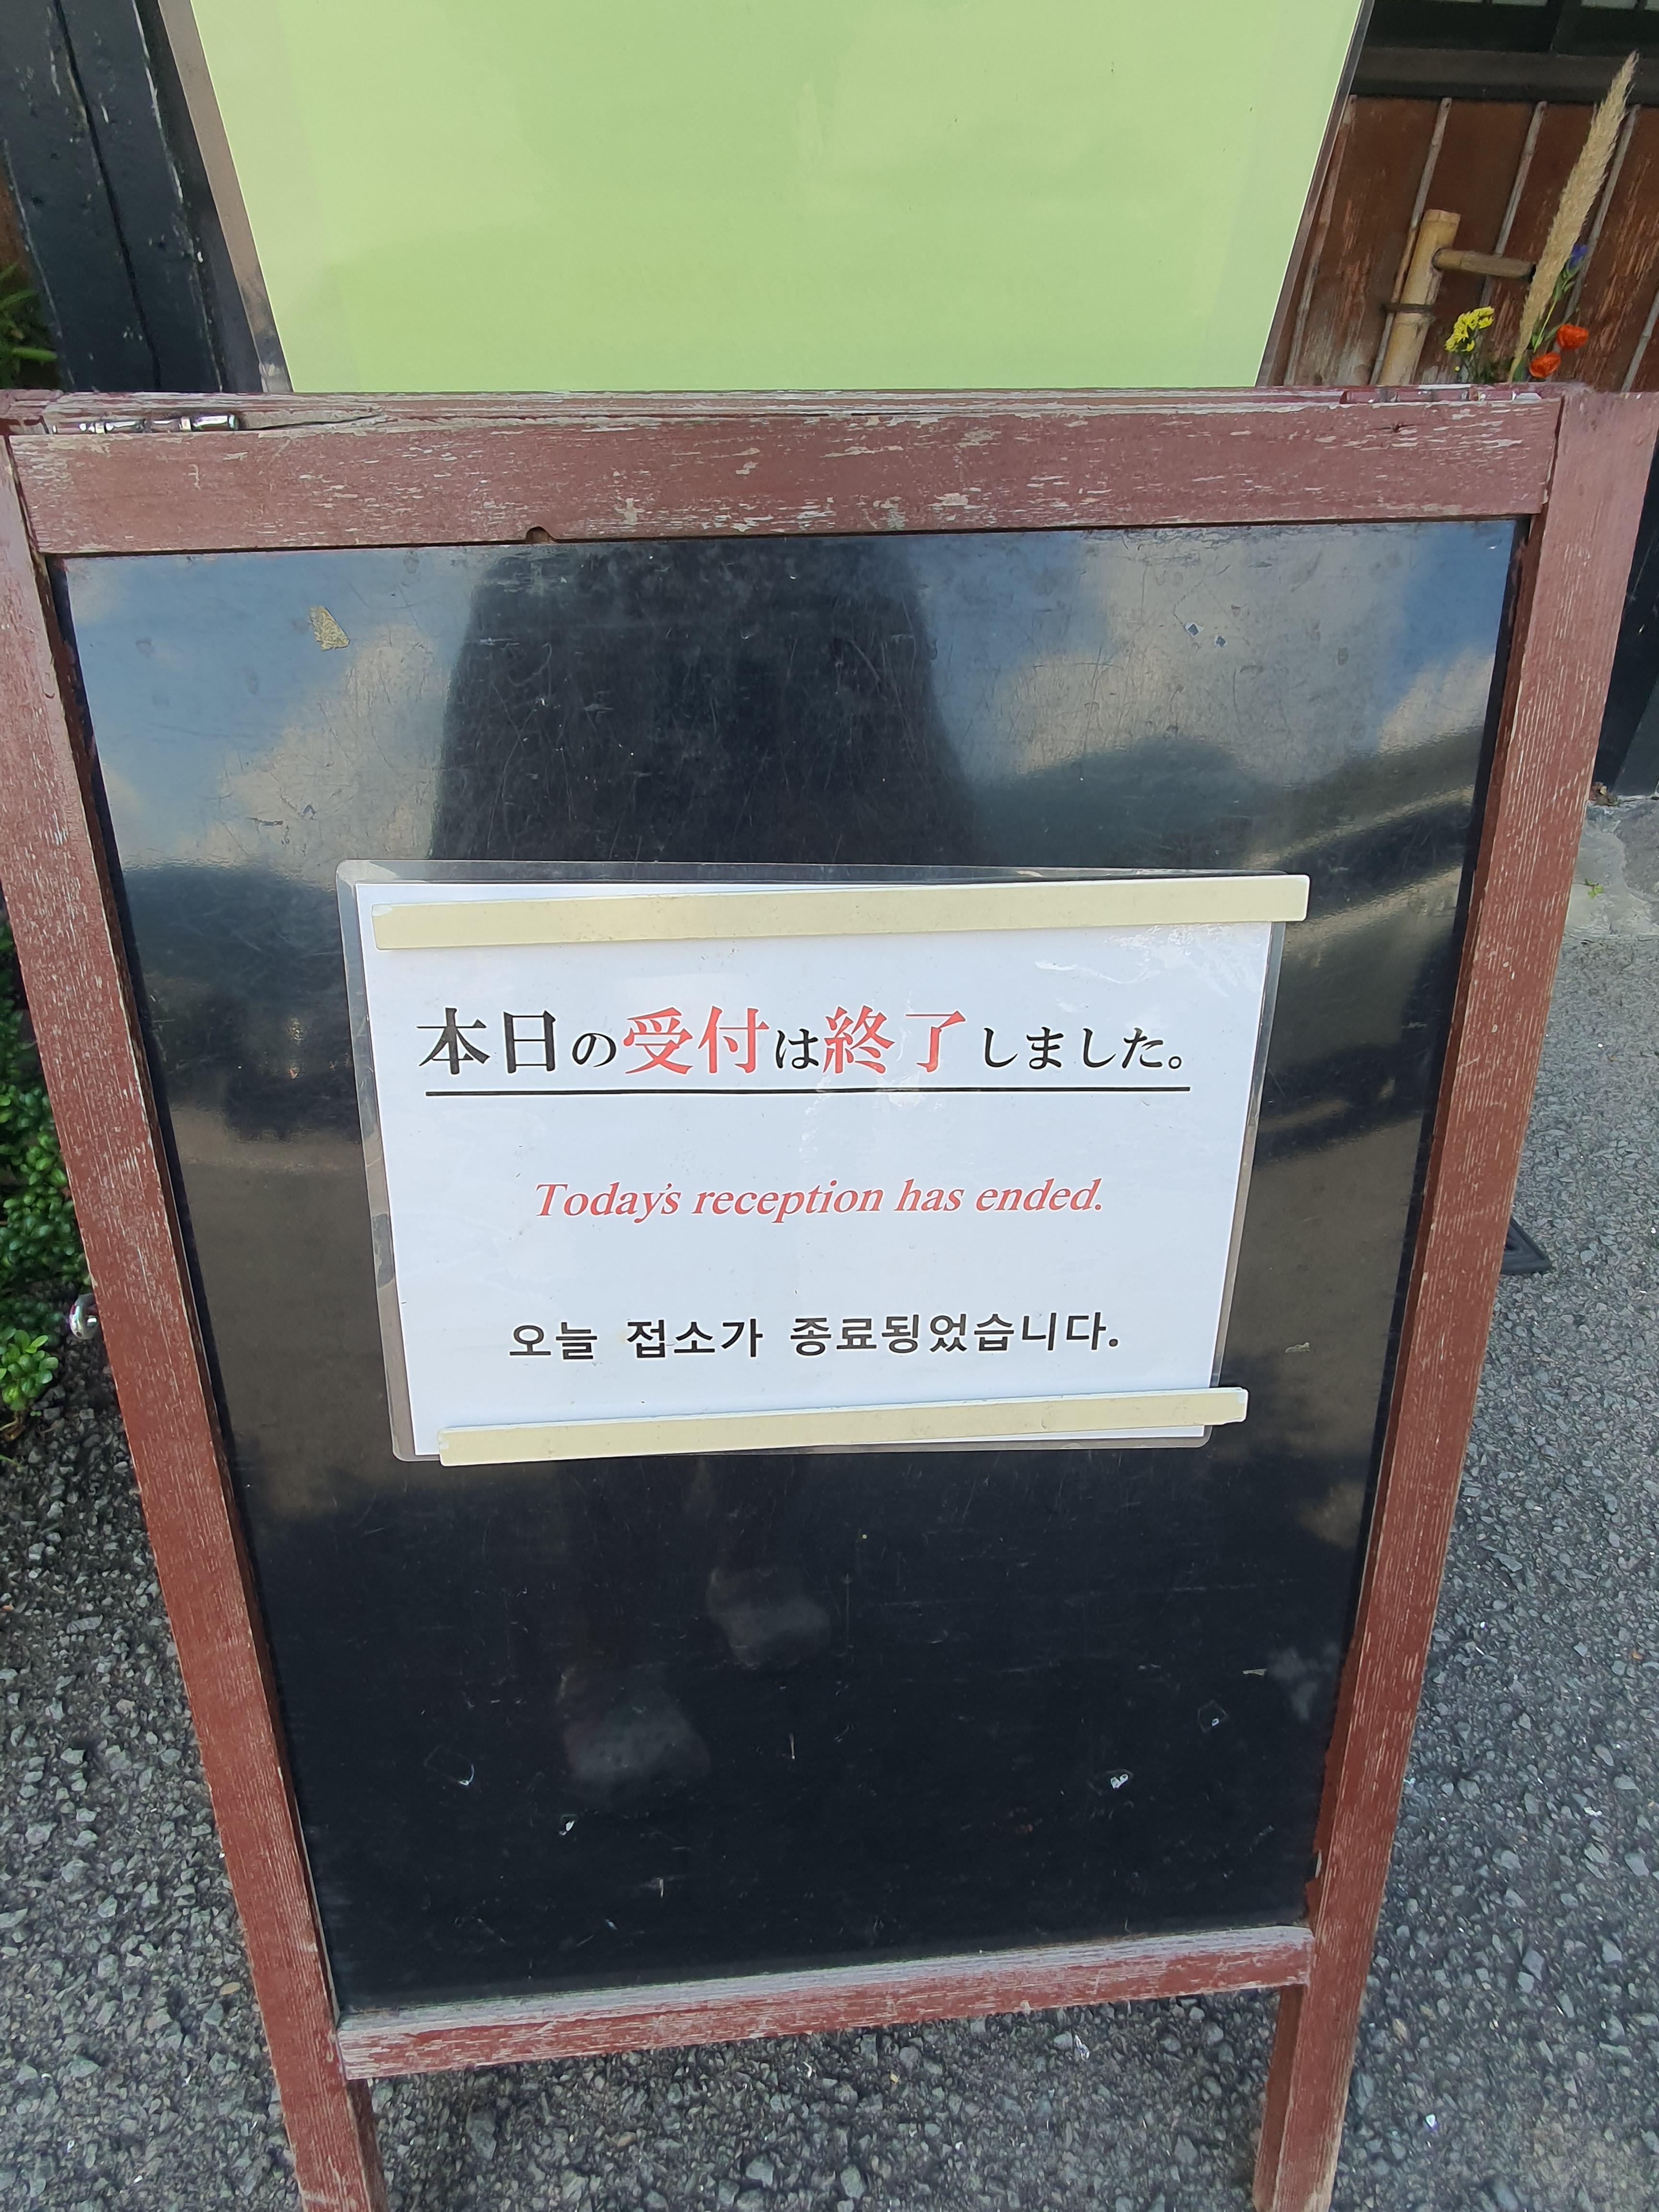 本日の受付は終了しました。
Today's reception has ended.
오늘 접소가 종료됭었습니다.